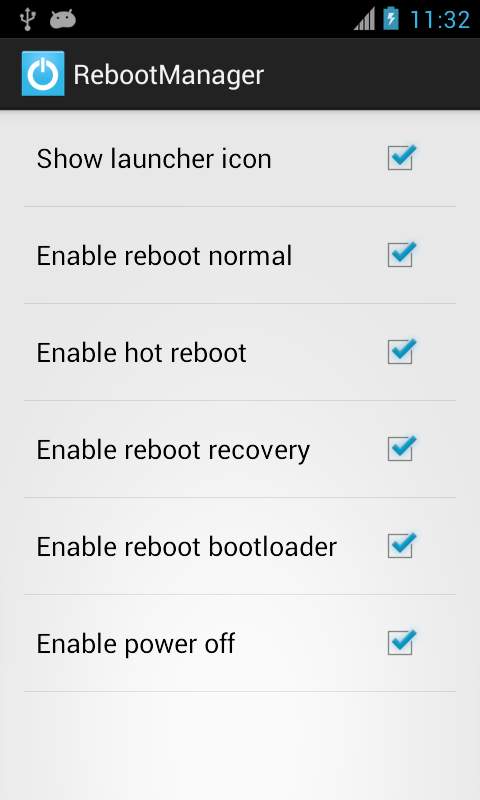 11:32
RebootManager
Show launcher icon
Enable reboot normal
Enable hot reboot
Enable reboot recovery
Enable reboot bootloader
Enable power off